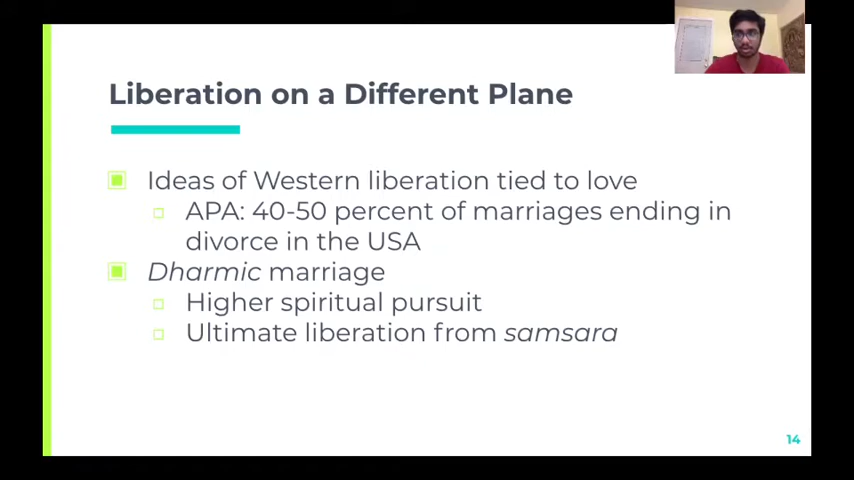 Liberation on a Different Plane
Ideas of Western liberation tied to love
APA: 40-50 percent of marriages ending in
divorce in the USA
Dharmic marriage
Higher spiritual pursuit
Ultimate liberation from samsara
14